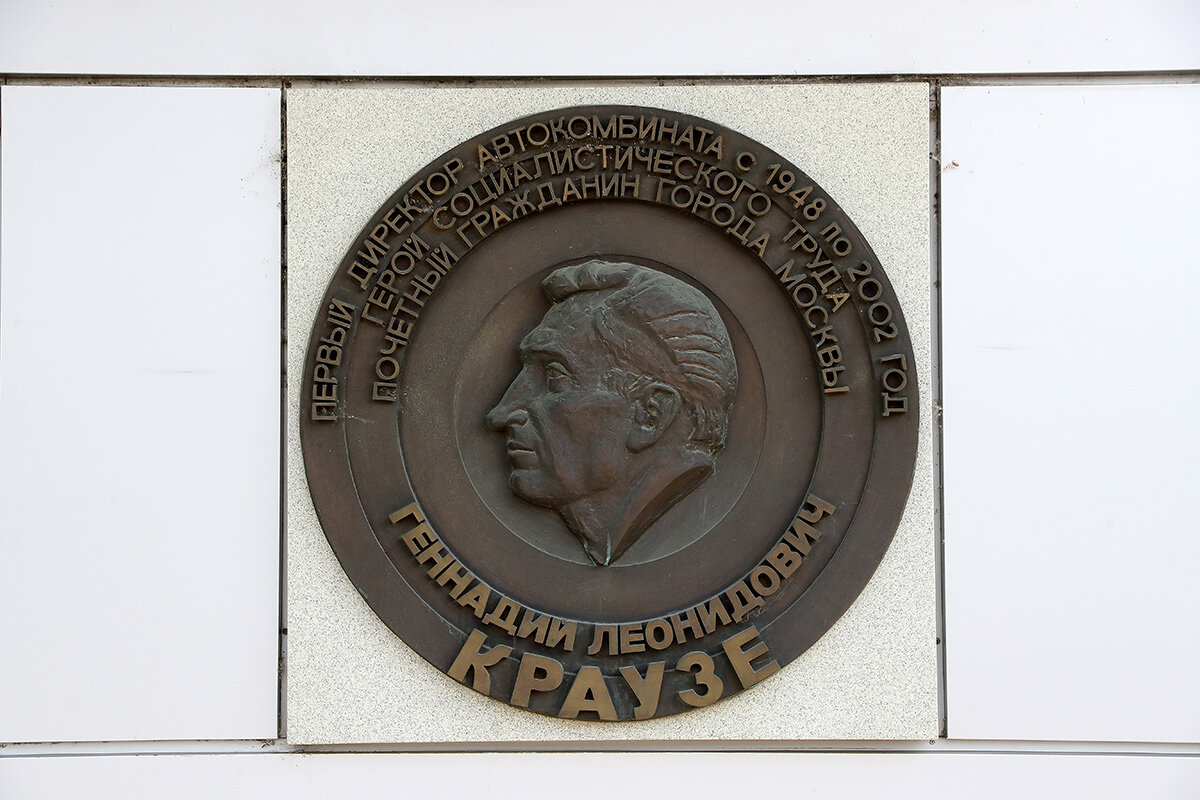 ПЕРВЫЙ ДИРЕКТОР АВТОКОМБИНАТА С 1948 ПО 2002 ГОД
ГЕРОЙ СОЦИАЛИСТИЧЕСКОГО ТРУДА
ПОЧЕТНЫЙ ГРАЖДАНИН ГОРОДА МОСКВЫ
ГЕННАДИЙ ЛЕОНИДОВИЧ
КРАУЗЕ